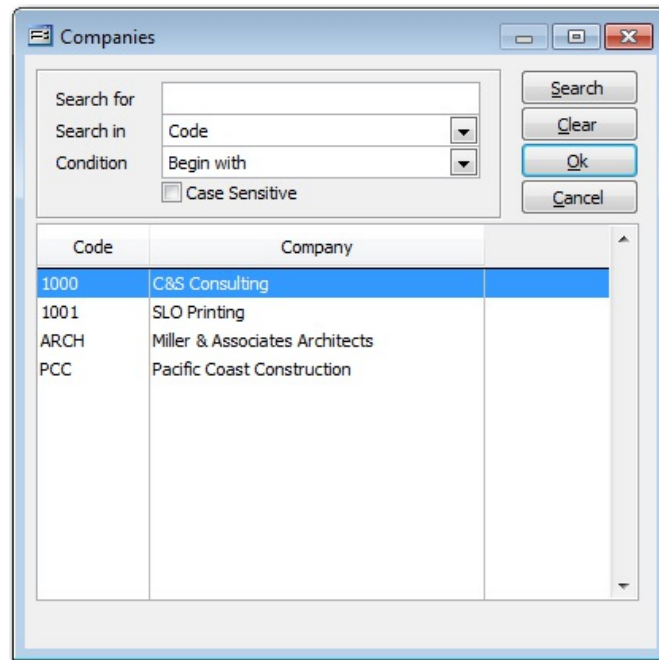 Companies
Search for
Search in Code
Condition Begin with
Case Sensitive
Search
Clear
Ok
Cancel
Code Company
1000 C&S Consulting
1001 SLO Printing
ARCH Miller & Associates Architects
PCC Pacific Coast Construction